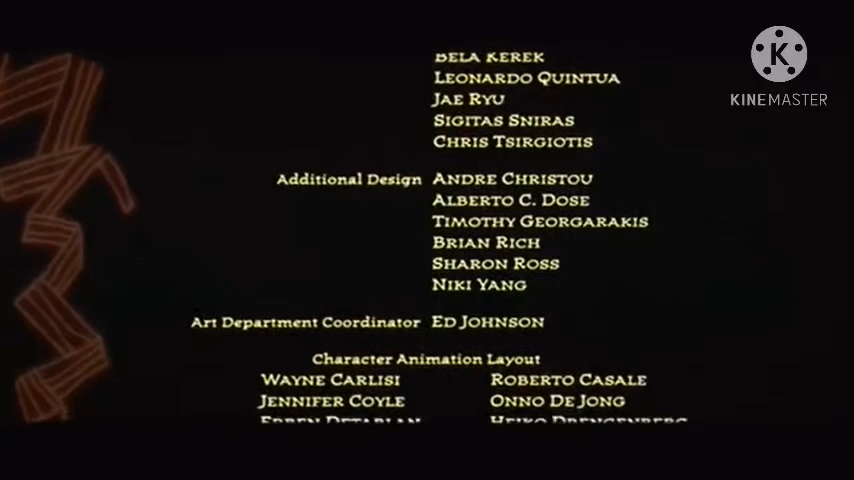 BELA KEREK
LEONARDO QUINTUA
JAE RYU
SIGITAS SNIRAS
CHRIS TSIRGIOTIS
Additional Design ANDRE CHRISTOU
ALBERTO C. DOSE
TIMOTHY GEORGARAKIS
BRIAN RICH
SHARON ROSS
NIKI YANG
Art Department Coordinator ED JOHNSON
Character Animation Layout
WAYNE CARLISI ROBERTO CASALE
JENNIFER COYLE ONNO DE JONG
HEIKO DRENGENBERG
K
KINEMASTER